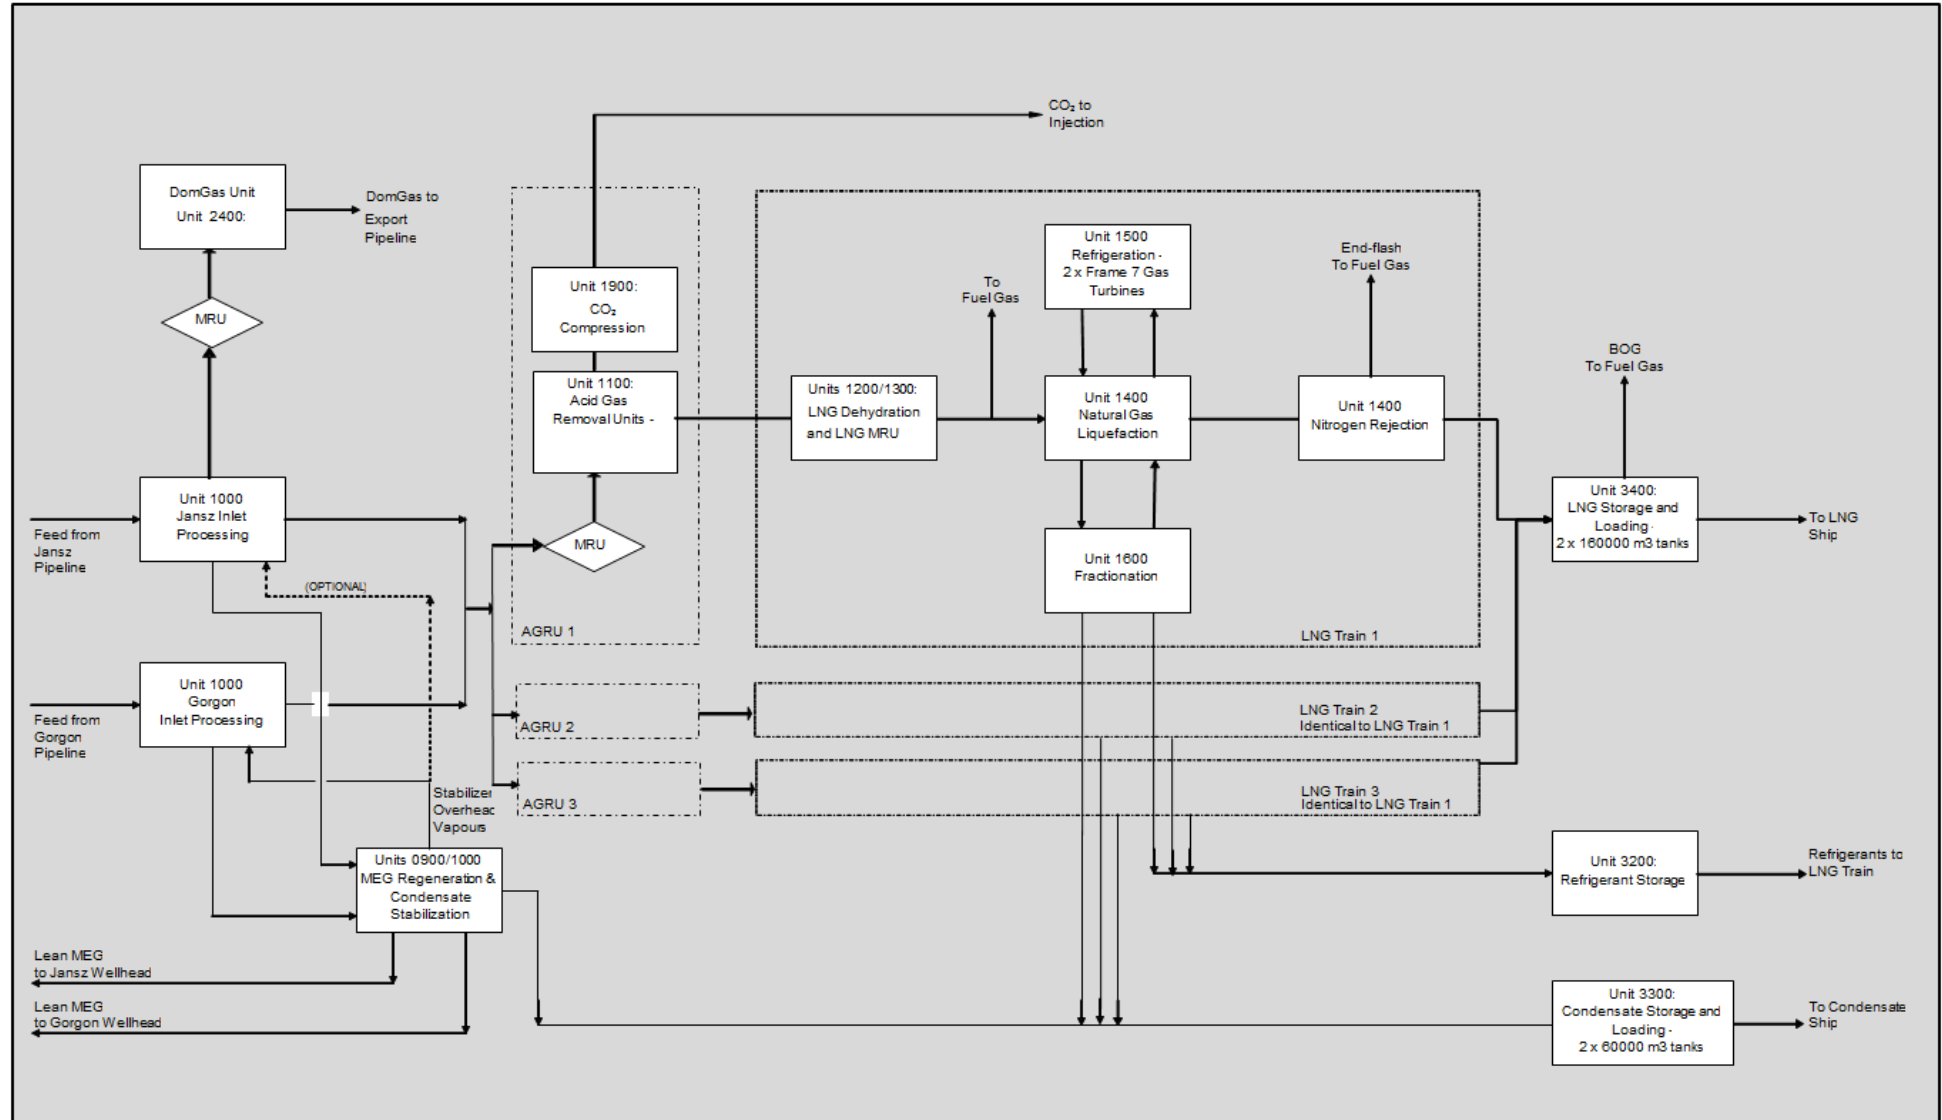 CO₂ to
Injection
DomGas Unit
Unit 2400:
DomGas to
Export
Pipeline
MRU
Unit 1900:
CO₂
Compression
Unit 1100:
Acid Gas
Removal Units -
MRU
AGRU 1
To
Fuel Gas
Unit 1500
Refrigeration -
2 x Frame 7 Gas
Turbines
End-flash
To Fuel Gas
Units 1200/1300:
LNG Dehydration
and LNG MRU
Unit 1400
Natural Gas
Liquefaction
Unit 1400
Nitrogen Rejection
Unit 1600
Fractionation
LNG Train 1
BOG
To Fuel Gas
Unit 3400:
LNG Storage and
Loading -
2 x 160000 m3 tanks
To LNG
Ship
Unit 1000
Jansz Inlet
Processing
Feed from
Jansz
Pipeline
(OPTIONAL)
Unit 1000
Gorgon
Inlet Processing
Feed from
Gorgon
Pipeline
AGRU 2
LNG Train 2
Identical to LNG Train 1
AGRU 3
LNG Train 3
Identical to LNG Train 1
Stabilizer
Overhead
Vapours
Units 0900/1000
MEG Regeneration &
Condensate
Stabilization
Unit 3200:
Refrigerant Storage
Refrigerants to
LNG Train
Lean MEG
to Jansz Wellhead
Lean MEG
to Gorgon Wellhead
Unit 3300:
Condensate Storage and
Loading -
2 x 60000 m3 tanks
To Condensate
Ship